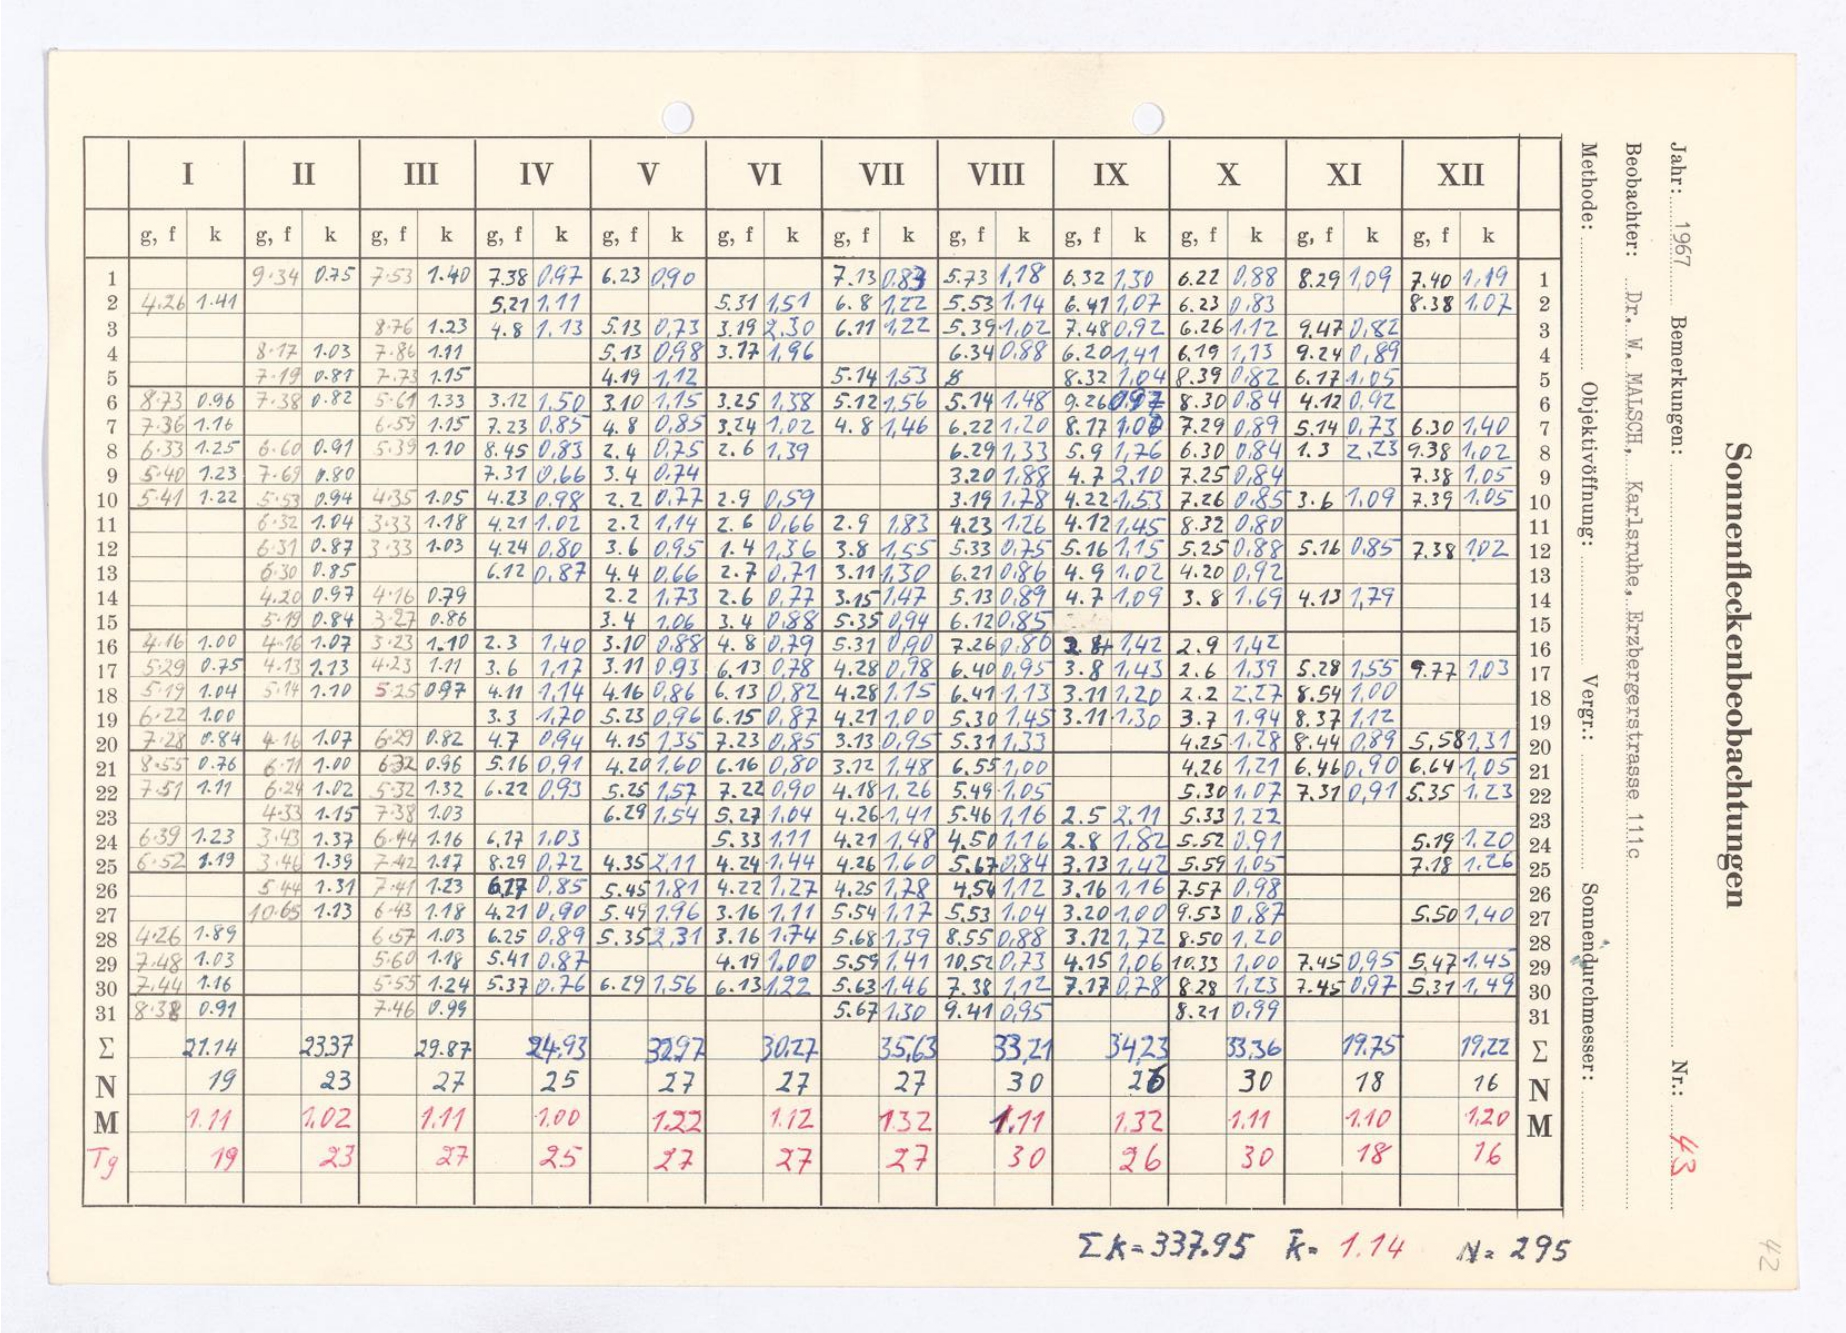 Sonnenfleckenbeobachtungen
Jahr: 1967 Bemerkungen: Nr.: 43
Beobachter: Dr. W. MALSCH, Karlsruhe, Erzbergerstrasse 111c
Methode: Objektivöffnung: Vergr.: Sonnendurchmesser:
I II III IV V VI VII VIII IX X XI XII
g, f k g, f k g, f k g, f k g, f k g, f k g, f k g, f k g, f k g, f k g, f k g, f k
1 9.34 0.75 7.53 1.40 7.38 0,97 6.23 0,90 7.13 0,83 5.73 1,18 6.32 1,30 6.22 0,88 8.29 1,09 7.40 1,19 1
2 4.26 1.41 5.21 1,11 5.31 1,51 6.8 1,22 5.53 1.14 6.41 1,07 6.23 0,83 8.38 1,07 2
3 8.76 1.23 4.8 1,13 5.13 0,73 3.19 2,30 6.11 1,22 5.39 1,02 7.48 0,92 6.26 1,12 9.47 0,82 3
4 8.17 1.03 7.86 1.11 5.13 0,98 3.17 1,96 6.34 0,88 6.20 1,41 6.19 1,13 9.24 0,89 4
5 7.19 0.81 7.73 1.15 4.19 1,12 5.14 1,53 8.32 1,04 8.39 0,82 6.17 1,05 5
6 8.73 0.96 7.38 0.82 5.61 1.33 3.12 1,50 3.10 1,15 3.25 1,38 5.12 1,56 5.14 1,48 9.26 0,97 8.30 0,84 4.12 0,92 6
7 7.36 1.16 6.59 1.15 7.23 0,85 4.8 0,85 3.24 1,02 4.8 1,46 6.22 1,20 8.17 7.29 0,89 5.14 0,73 6.30 1,40 7
8 6.33 1.25 6.60 0.91 5.39 1.10 8.45 0,83 2.4 0,75 2.6 1,39 6.29 1,33 5.9 1,76 6.30 0,84 1.3 2,23 9.38 1,02 8
9 5.40 1.23 7.69 0.80 7.31 0,66 3.4 0,74 3.20 1,88 4.7 2,10 7.25 0,84 7.38 1,05 9
10 5.41 1.22 5.53 0.94 4.35 1.05 4.23 0,98 2.2 0,77 2.9 0,59 3.19 1,78 4.22 1,53 7.26 0,85 3.6 1,09 7.39 1,05 10
11 6.32 1.04 3.33 1.18 4.21 1,02 2.2 1,14 2.6 0,66 2.9 1,83 4.23 1,26 4.12 1,45 8.32 0,80 11
12 6.31 0.87 3.33 1.03 4.24 0,80 3.6 0,95 1.4 1,36 3.8 1,55 5.33 0,75 5.16 1,15 5.25 0,88 5.16 0,85 7.38 1,02 12
13 6.30 0.85 6.12 0,87 4.4 0,66 2.7 0,71 3.11 1,30 6.21 0,86 4.9 1,02 4.20 0,92 13
14 4.20 0.97 4.16 0.79 2.2 1,73 2.6 0,77 3.15 1,47 5.13 0,89 4.7 1,09 3.8 1,69 4.13 1,79 14
15 5.19 0.84 3.27 0.86 3.4 1,06 3.4 0,88 5.35 0,94 6.12 0,85 15
16 4.16 1.00 4.16 1.07 3.23 1.10 2.3 1,40 3.10 0,88 4.8 0,79 5.31 0,90 7.26 0,80 1,42 2.9 1,42 16
17 5.29 0.75 4.13 1.13 4.23 1.11 3.6 1,17 3.11 0,93 6.13 0,78 4.28 0,98 6.40 0,95 3.8 1,43 2.6 1,39 5.28 1,55 9.77 1,03 17
18 5.19 1.04 5.14 1.10 5.25 0.97 4.11 1,14 4.16 0,86 6.13 0,82 4.28 1,15 6.41 1,13 3.11 1,20 2.2 2,27 8.54 1,00 18
19 6.22 1.00 3.3 1,70 5.23 0,96 6.15 0,87 4.21 1,00 5.30 1,45 3.11 1,30 3.7 1,94 8.37 1,12 19
20 7.28 0.84 4.16 1.07 6.29 0.82 4.7 0,94 4.15 1,35 7.23 0,85 3.13 0,95 5.31 1,33 4.25 1,28 8.44 0,89 5,58 1,31 20
21 8.55 0.76 6.11 1.00 6.32 0.96 5.16 0,91 4.20 1,60 6.16 0,80 3.12 1,48 6.55 1,00 4.26 1,21 6.46 0,90 6.64 1,05 21
22 7.51 1.11 6.24 1.02 5.32 1.32 6.22 0,93 5.25 1,57 7.22 0,90 4.18 1,26 5.49 1,05 5.30 1,07 7.31 0,91 5.35 1,23 22
23 4.33 1.15 7.38 1.03 6.29 1,54 5.27 1,04 4.26 1,41 5.46 1,16 2.5 2,11 5.33 1,22 23
24 6.39 1.23 3.43 1.37 6.44 1.16 6,17 1,03 5.33 1,11 4.21 1,48 4.50 1,16 2.8 1,82 5.52 0,91 5.19 1,20 24
25 6.52 1.19 3.46 1.39 7.42 1.17 8.29 0,72 4.35 2,11 4.24 1,44 4.26 1,60 5.67 0,84 3.13 1,42 5.59 1,05 7.18 1,26 25
26 5.44 1.31 7.41 1.23 6.17 0,85 5.45 1,81 4.22 1,27 4.25 1,78 4,54 1,12 3.16 1,16 7.57 0,98 26
27 10.65 1.13 6.43 1.18 4.21 0,90 5.49 1,96 3.16 1,11 5.54 1,17 5.53 1,04 3.20 1,00 9.53 0,87 5.50 1,40 27
28 4.26 1.89 6.57 1.03 6.25 0,89 5.35 2,31 3.16 1,74 5.68 1,39 8.55 0,88 3.12 1,72 8.50 1,20 28
29 7.48 1.03 5.60 1.18 5.41 0,87 4.19 1,00 5.59 1,41 10.52 0,73 4.15 1,06 10.33 1,00 7.45 0,95 5.47 1,45 29
30 7.44 1.16 5.55 1.24 5.37 0,76 6.29 1,56 6.13 1,22 5.63 1,46 7.38 1,12 7.17 0,78 8.28 1,23 7.45 0,97 5.31 1,49 30
31 8.38 0.91 7.46 0.99 5.67 1,30 9.41 0,95 8.21 0,99 31
Σ 21.14 23.37 29.87 24,93 32,97 30,27 35,63 33,21 34,23 33,36 19.75 19,22 Σ
N 19 23 27 25 27 27 27 30 26 30 18 16 N
M 1.11 1,02 1.11 1.00 1.22 1.12 1.32 1.11 1,32 1.11 1.10 1,20 M
Tg 19 23 27 25 27 27 27 30 26 30 18 16
Σk=337.95 k̄= 1.14 N= 295
42